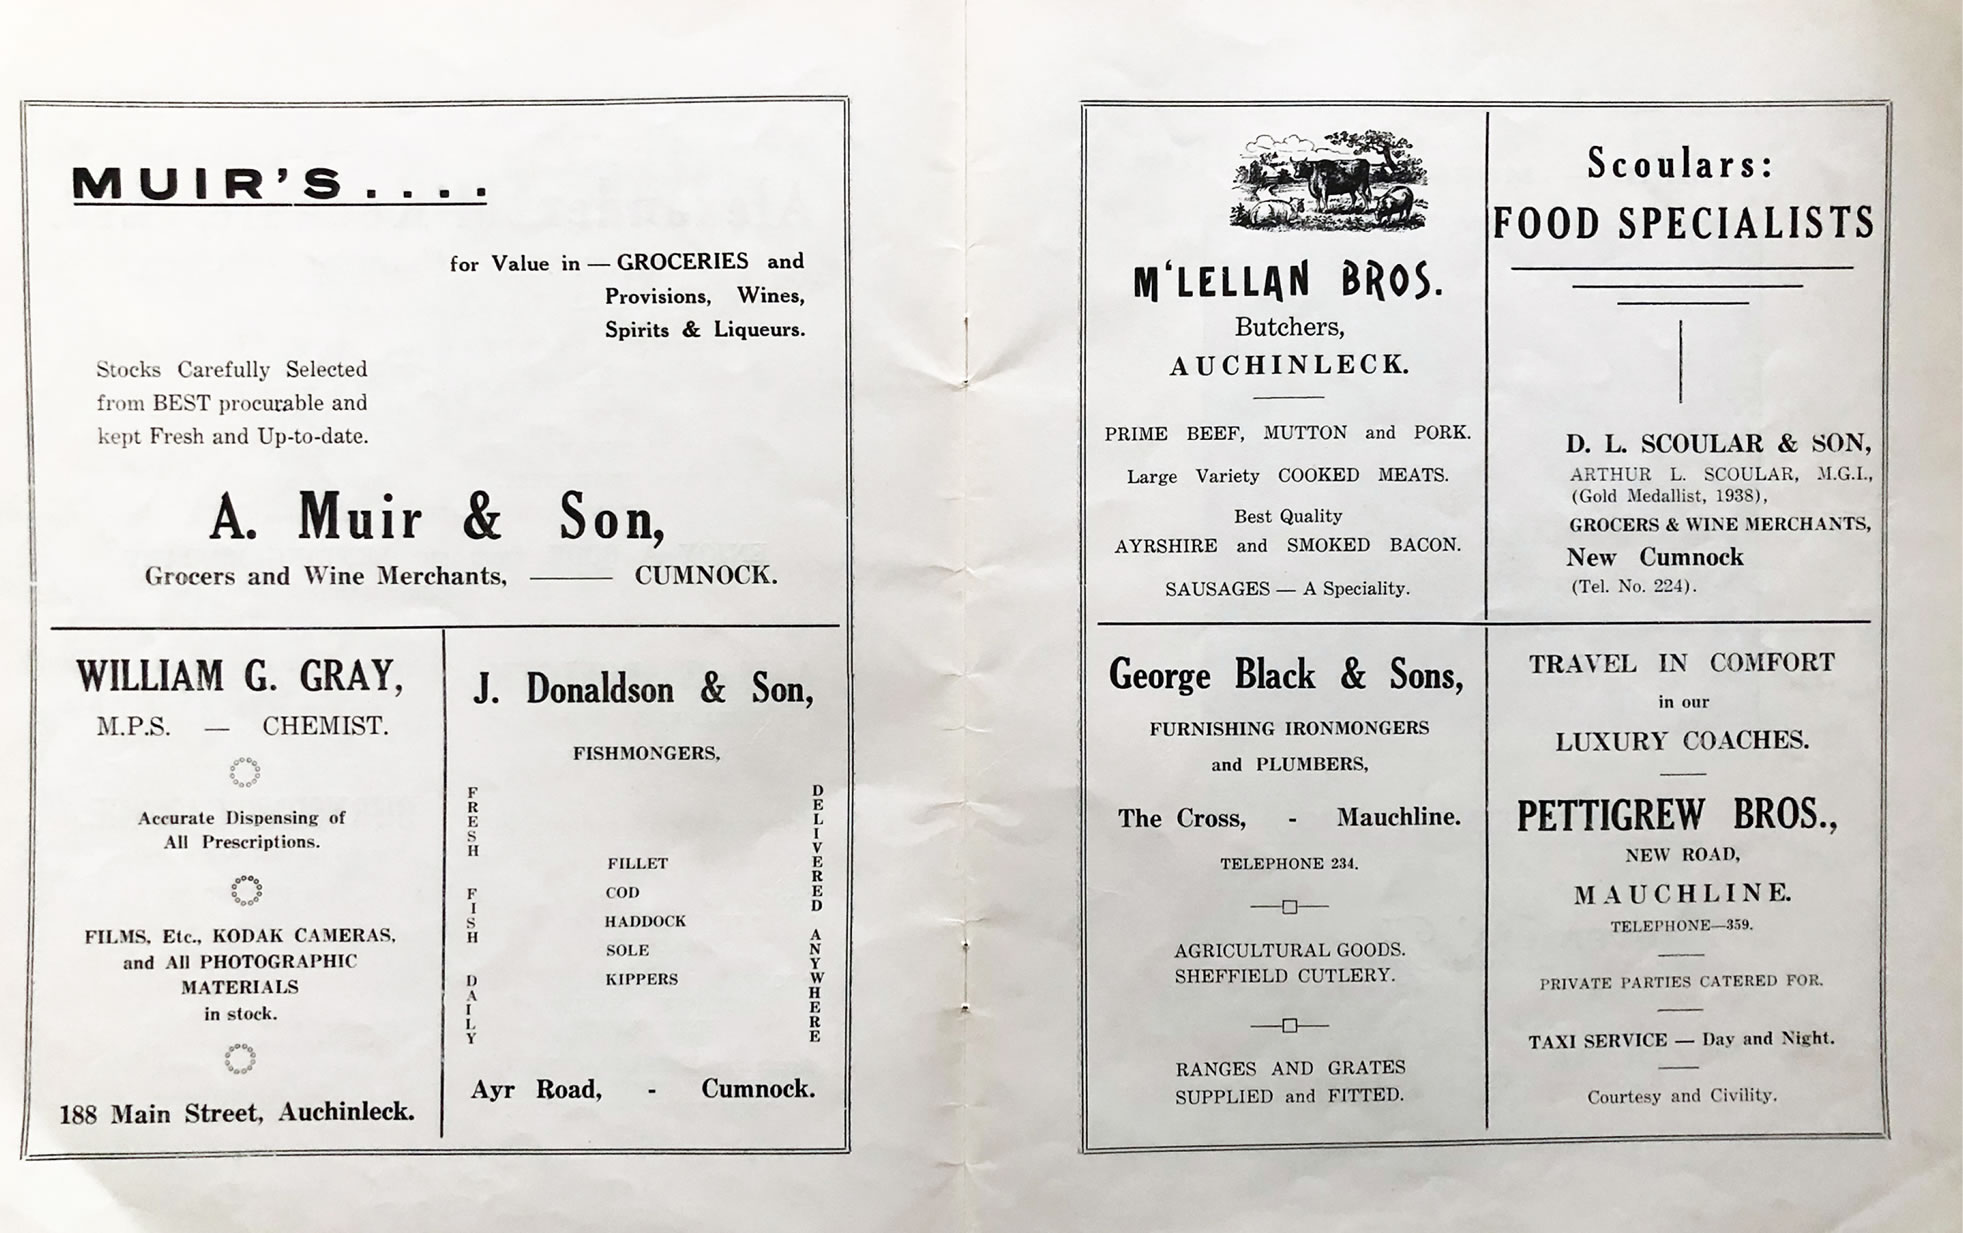 MUIR'S....
for Value in — GROCERIES and
Provisions, Wines,
Spirits & Liqueurs.
Stocks Carefully Selected
from BEST procurable and
kept Fresh and Up-to-date.
A. Muir & Son,
Grocers and Wine Merchants, —— CUMNOCK.
WILLIAM G. GRAY,
M.P.S. — CHEMIST.
Accurate Dispensing of
All Prescriptions.
FILMS, Etc., KODAK CAMERAS,
and All PHOTOGRAPHIC
MATERIALS
in stock.
188 Main Street, Auchinleck.
J. Donaldson & Son,
FISHMONGERS,
FRESH FISH DAILY
FILLET
COD
HADDOCK
SOLE
KIPPERS
DELIVERED ANYWHERE
Ayr Road, - Cumnock.
M'LELLAN BROS.
Butchers,
AUCHINLECK.
PRIME BEEF, MUTTON and PORK.
Large Variety COOKED MEATS.
Best Quality
AYRSHIRE and SMOKED BACON.
SAUSAGES — A Speciality.
Scoulars:
FOOD SPECIALISTS
D. L. SCOULAR & SON,
ARTHUR L. SCOULAR, M.G.I.,
(Gold Medallist, 1938),
GROCERS & WINE MERCHANTS,
New Cumnock
(Tel. No. 224).
George Black & Sons,
FURNISHING IRONMONGERS
and PLUMBERS,
The Cross, - Mauchline.
TELEPHONE 234.
AGRICULTURAL GOODS.
SHEFFIELD CUTLERY.
RANGES AND GRATES
SUPPLIED and FITTED.
TRAVEL IN COMFORT
in our
LUXURY COACHES.
PETTIGREW BROS.,
NEW ROAD,
MAUCHLINE.
TELEPHONE—359.
PRIVATE PARTIES CATERED FOR.
TAXI SERVICE — Day and Night.
Courtesy and Civility.